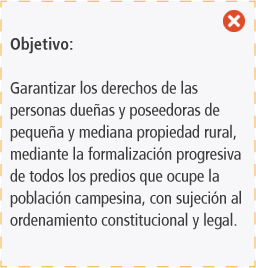 Objetivo:
Garantizar los derechos de las
personas dueñas y poseedoras de
pequeña y mediana propiedad rural,
mediante la formalización progresiva
de todos los predios que ocupe la
población campesina, con sujeción al
ordenamiento constitucional y legal.